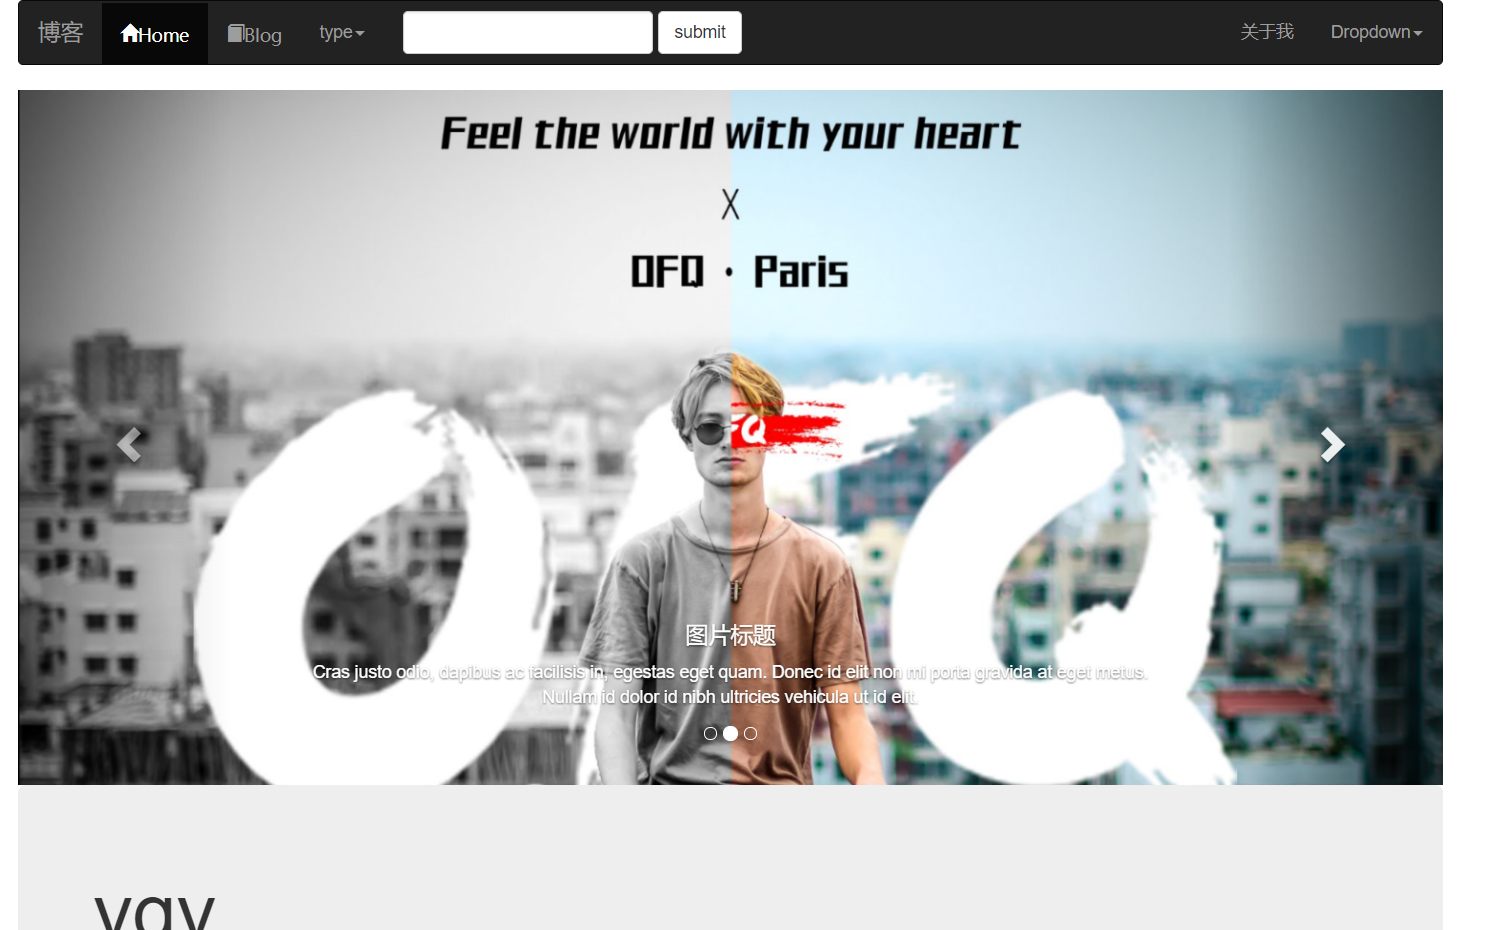 博客 Home Blog type submit 关于我 Dropdown
Feel the world with your heart
X
OFQ · Paris
OFQ
FQ
图片标题
Cras justo odio, dapibus ac facilisis in, egestas eget quam. Donec id elit non mi porta gravida at eget metus.
Nullam id dolor id nibh ultricies vehicula ut id elit.